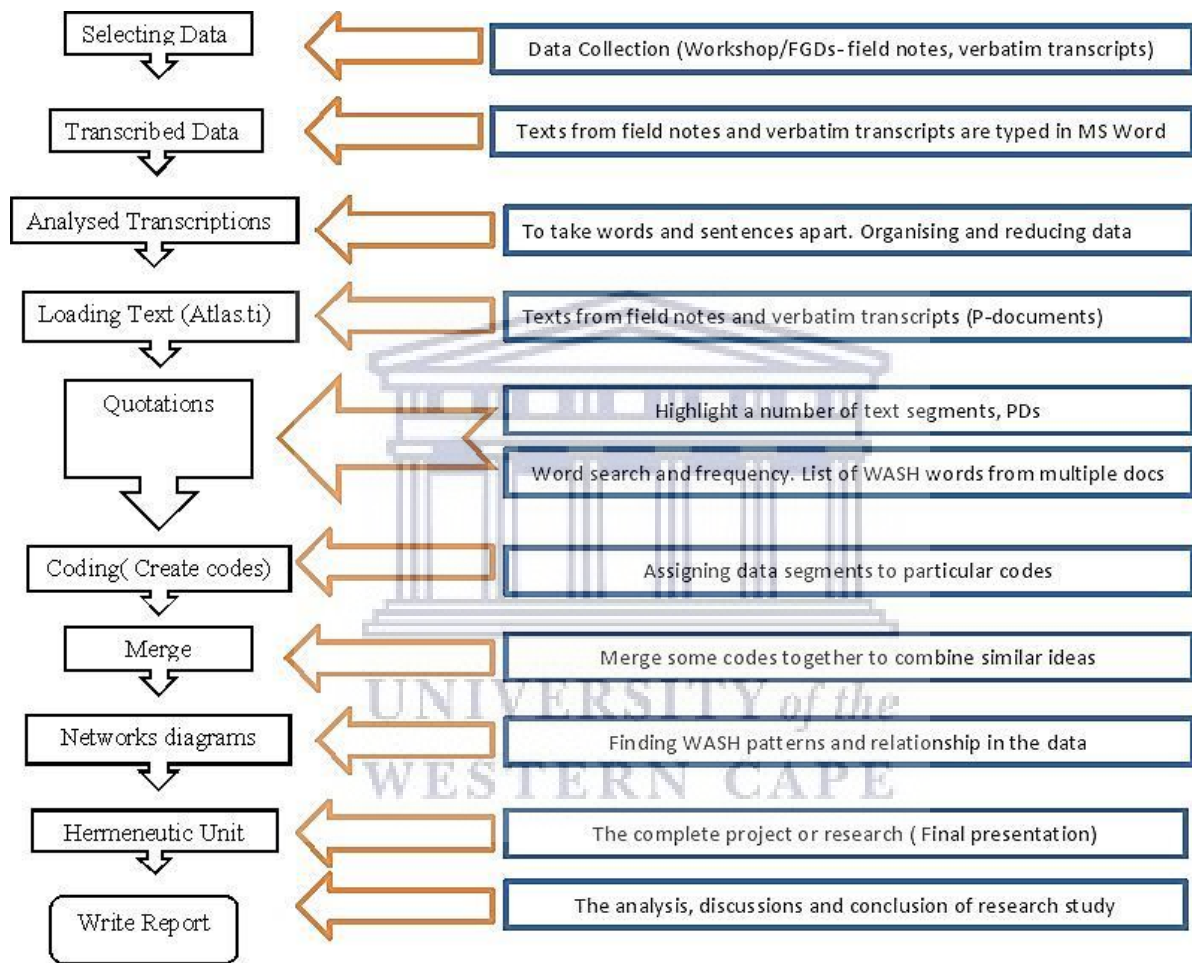 Selecting Data
Data Collection (Workshop/FGDs- field notes, verbatim transcripts)
Transcribed Data
Texts from field notes and verbatim transcripts are typed in MS Word
Analysed Transcriptions
To take words and sentences apart. Organising and reducing data
Loading Text (Atlas.ti)
Texts from field notes and verbatim transcripts (P-documents)
Quotations
Highlight a number of text segments, PDs
Word search and frequency. List of WASH words from multiple docs
Coding( Create codes)
Assigning data segments to particular codes
Merge
Merge some codes together to combine similar ideas
UNIVERSITY of the
Networks diagrams
Finding WASH patterns and relationship in the data
WESTERN CAPE
Hermeneutic Unit
The complete project or research ( Final presentation)
Write Report
The analysis, discussions and conclusion of research study